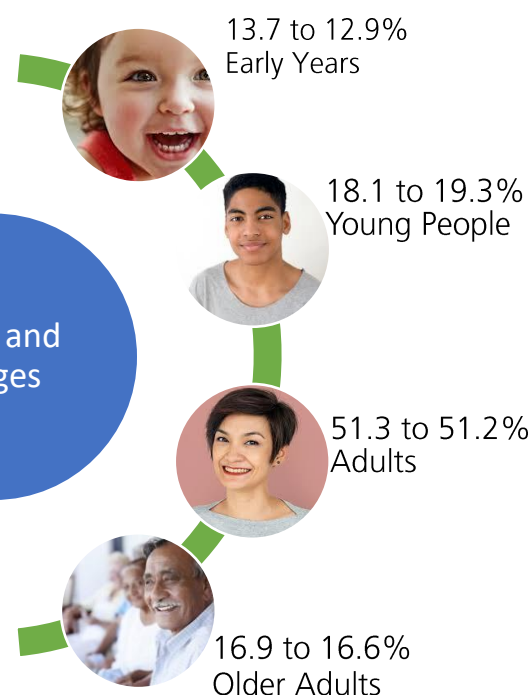 13.7 to 12.9%
Early Years
18.1 to 19.3%
Young People
and
ges
51.3 to 51.2%
Adults
16.9 to 16.6%
Older Adults